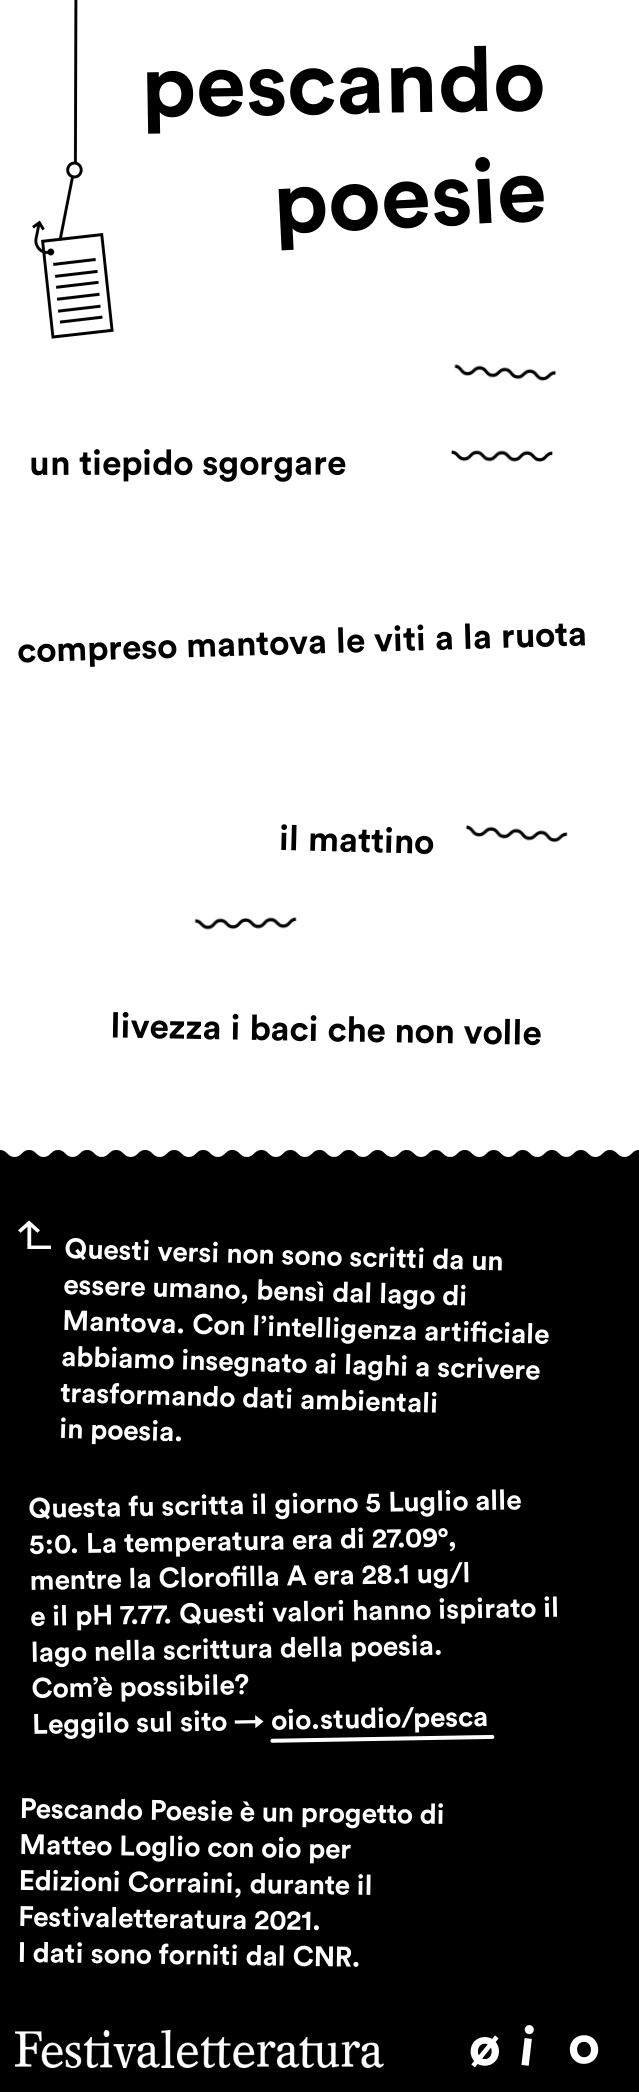 pescando
poesie
un tiepido sgorgare
compreso mantova le viti a la ruota
il mattino
livezza i baci che non volle
Questi versi non sono scritti da un
essere umano, bensì dal lago di
Mantova. Con l’intelligenza artificiale
abbiamo insegnato ai laghi a scrivere
trasformando dati ambientali
in poesia.
Questa fu scritta il giorno 5 Luglio alle
5:0. La temperatura era di 27.09°,
mentre la Clorofilla A era 28.1 ug/l
e il pH 7.77. Questi valori hanno ispirato il
lago nella scrittura della poesia.
Com’è possibile?
Leggilo sul sito → oio.studio/pesca
Pescando Poesie è un progetto di
Matteo Loglio con oio per
Edizioni Corraini, durante il
Festivaletteratura 2021.
I dati sono forniti dal CNR.
Festivaletteratura øio